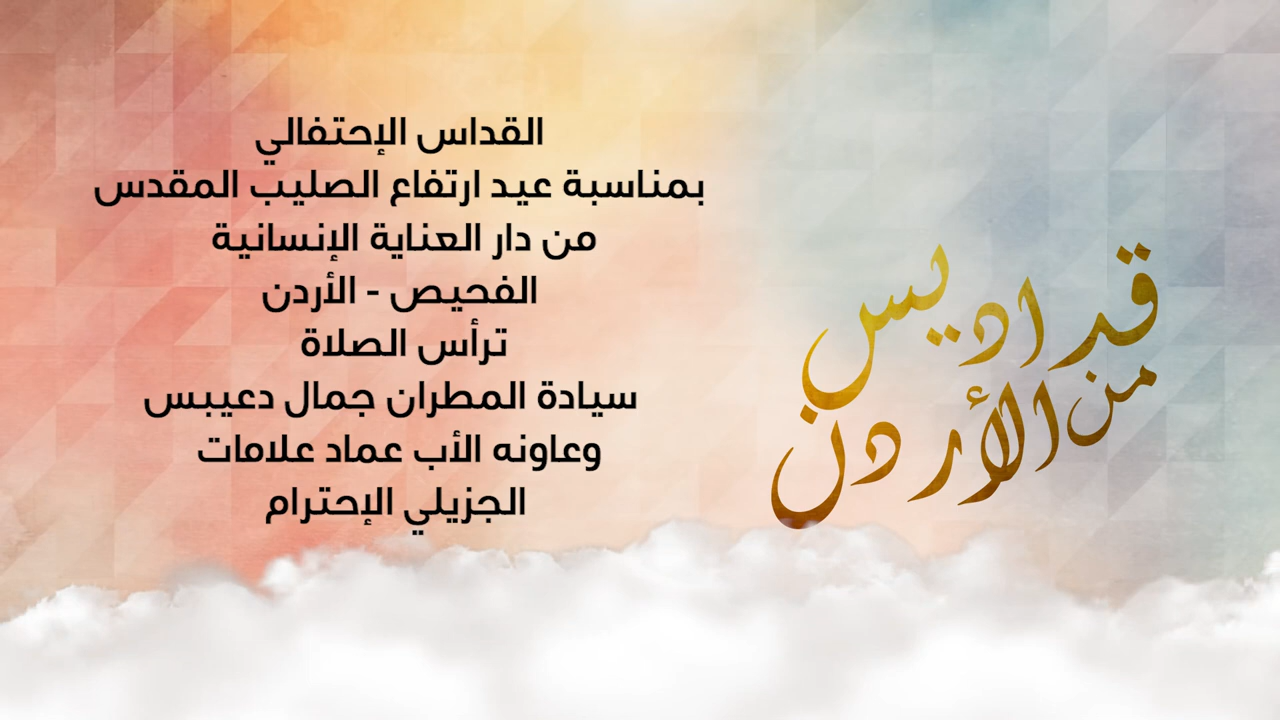 القداس الإحتفالي
بمناسبة عيد ارتفاع الصليب المقدس
من دار العناية الإنسانية
الفحيص - الأردن
ترأس الصلاة
سيادة المطران جمال دعيبس
وعاونه الأب عماد علامات
الجزيلي الإحترام
قداديس
من الأردن